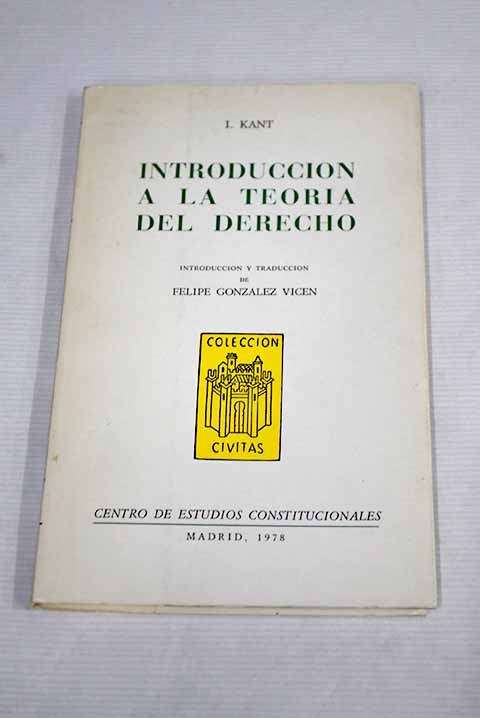 I. KANT
INTRODUCCION
A LA TEORIA
DEL DERECHO
INTRODUCCION Y TRADUCCION
DE
FELIPE GONZALEZ VICEN
COLECCION
CIVITAS
CENTRO DE ESTUDIOS CONSTITUCIONALES
MADRID, 1978